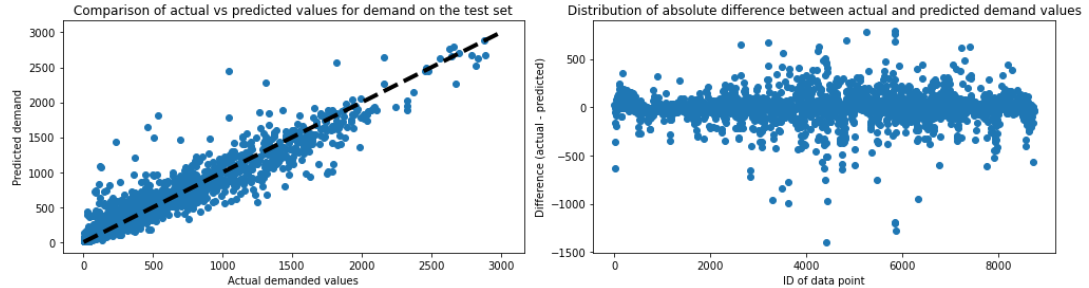 Comparison of actual vs predicted values for demand on the test set
3000
2500
2000
1500
1000
500
0
Predicted demand
0 500 1000 1500 2000 2500 3000
Actual demanded values
Distribution of absolute difference between actual and predicted demand values
500
0
−500
−1000
−1500
Difference (actual - predicted)
0 2000 4000 6000 8000
ID of data point